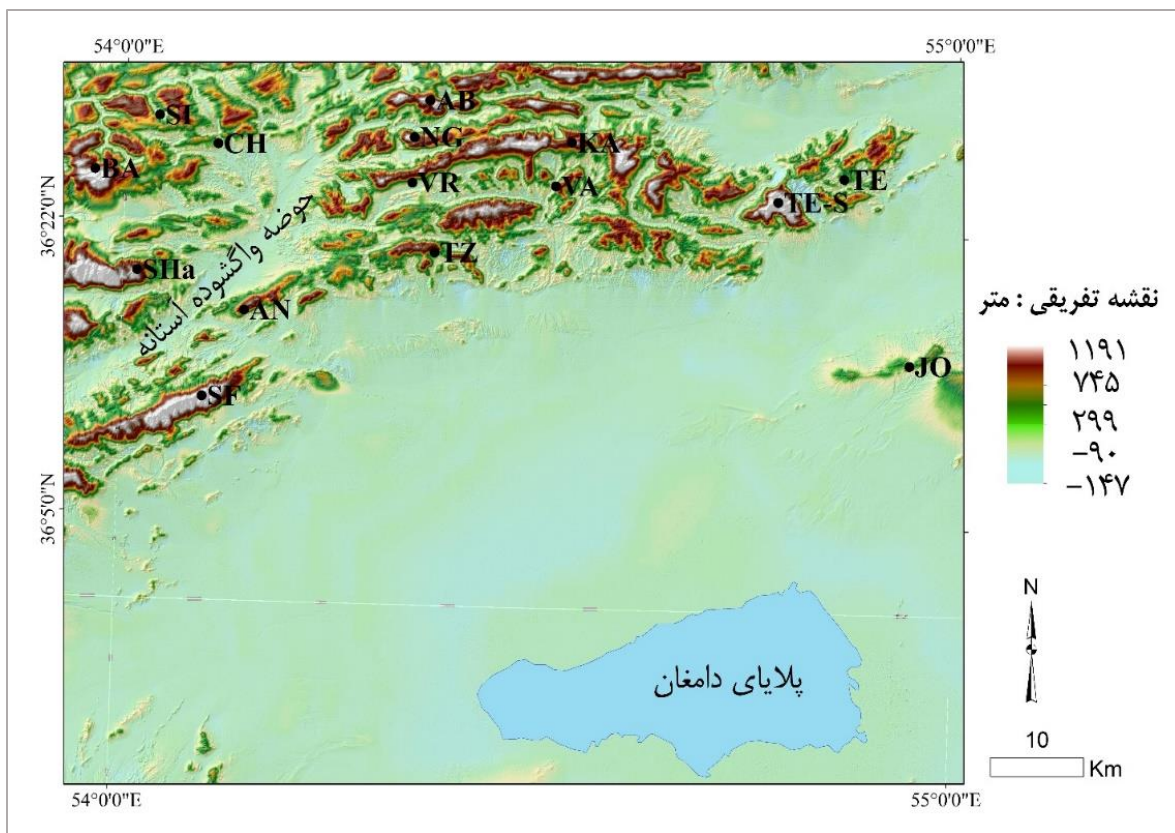 54°0'0"E
55°0'0"E
SI
AB
CH
NG
KA
BA
VR
VA
TE
TE-S
36°22'0"N
حوضه واگشوده آستانه
SHa
TZ
AN
نقشه تفریقی : متر
۱۱۹۱
۷۴۵
۲۹۹
−۹۰
−۱۴۷
JO
SF
36°5'0"N
N
پلایای دامغان
10
Km
54°0'0"E
55°0'0"E